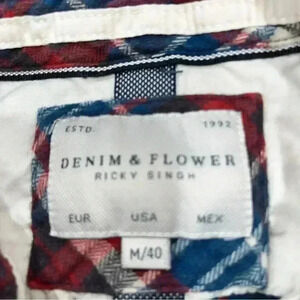 ESTD. 1992
DENIM & FLOWER
RICKY SINGH
EUR USA MEX
M/40